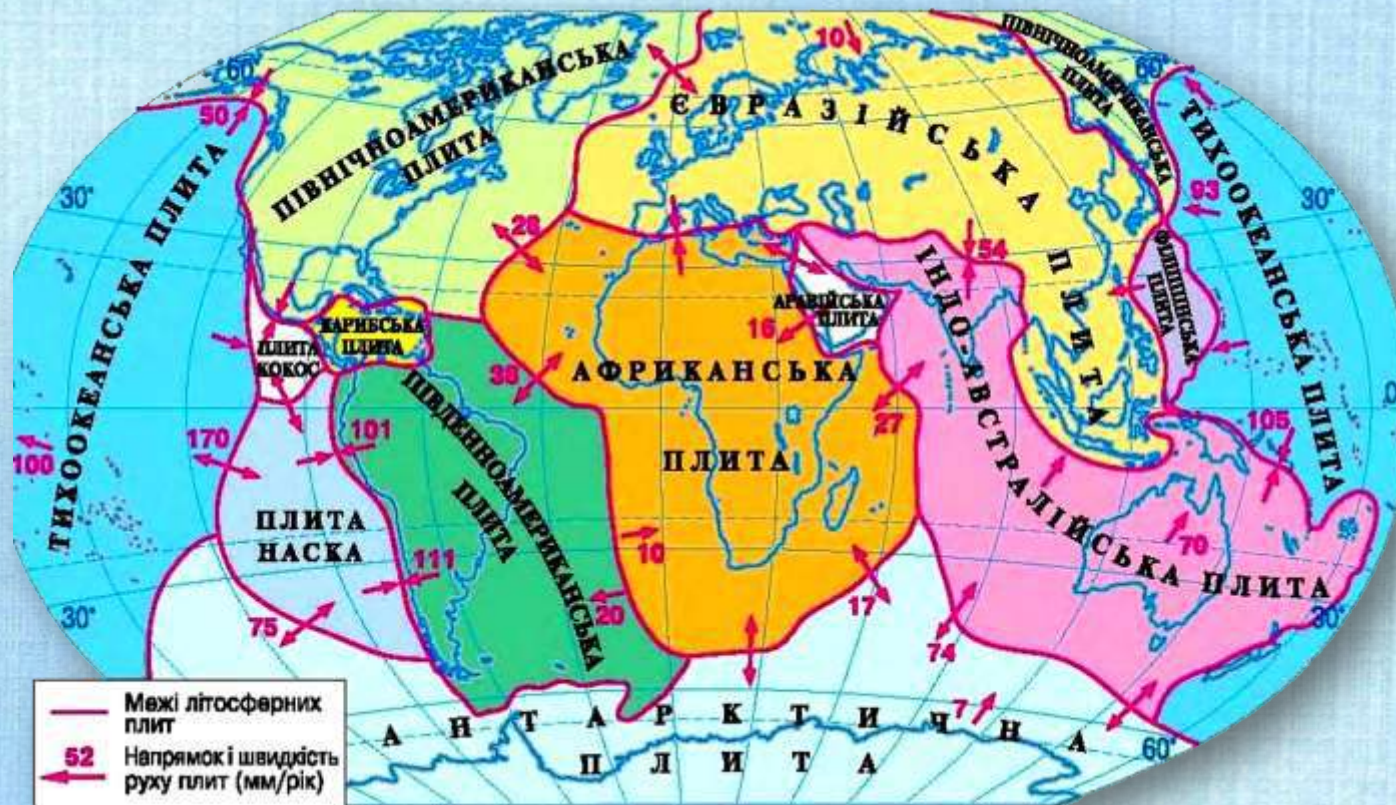 60°
ПІВНІЧНОАМЕРИКАНСЬКА
ПЛИТА
10
ЄВРАЗІЙСЬКА
ПЛИТА
ПІВНІЧНОАМЕРИКАНСЬКА
ПЛИТА
60°
50
ТИХООКЕАНСЬКА ПЛИТА
30°
ТИХООКЕАНСЬКА ПЛИТА
93
30°
28
54
ІНДО-АВСТРАЛІЙСЬКА ПЛИТА
ФІЛІППІНСЬКА
ПЛИТА
КАРИБСЬКА
ПЛИТА
ПЛИТА
КОКОС
АРАВІЙСЬКА
ПЛИТА
16
38
АФРИКАНСЬКА
ПЛИТА
27
ПІВДЕННОАМЕРИКАНСЬКА
ПЛИТА
170
101
100
105
ПЛИТА
НАСКА
111
10
20
70
17
75
74
7
30°
30°
60°
АНТАРКТИЧНА
ПЛИТА
Межі літосферних
плит
52
Напрямок і швидкість
руху плит (мм/рік)